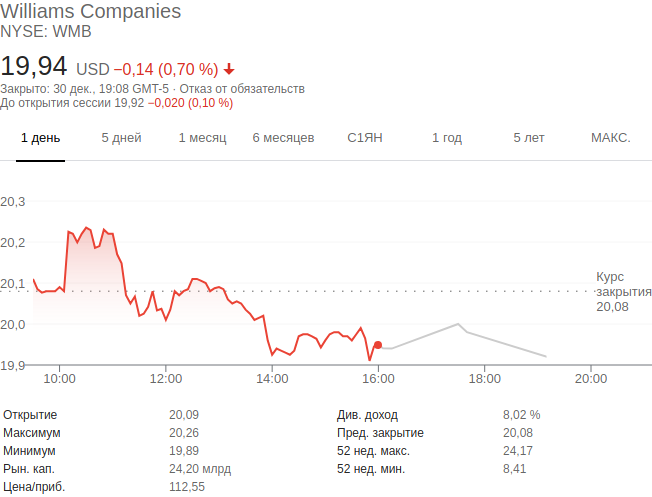 Williams Companies
NYSE: WMB
19,94 USD −0,14 (0,70 %)
Закрыто: 30 дек., 19:08 GMT-5 · Отказ от обязательств
До открытия сессии 19,92 −0,020 (0,10 %)
1 день 5 дней 1 месяц 6 месяцев С1ЯН 1 год 5 лет МАКС.
20,3
20,2
20,1
20,0
19,9
Курс
закрытия
20,08
10:00 12:00 14:00 16:00 18:00 20:00
Открытие 20,09 Див. доход 8,02 %
Максимум 20,26 Пред. закрытие 20,08
Минимум 19,89 52 нед. макс. 24,17
Рын. кап. 24,20 млрд 52 нед. мин. 8,41
Цена/приб. 112,55